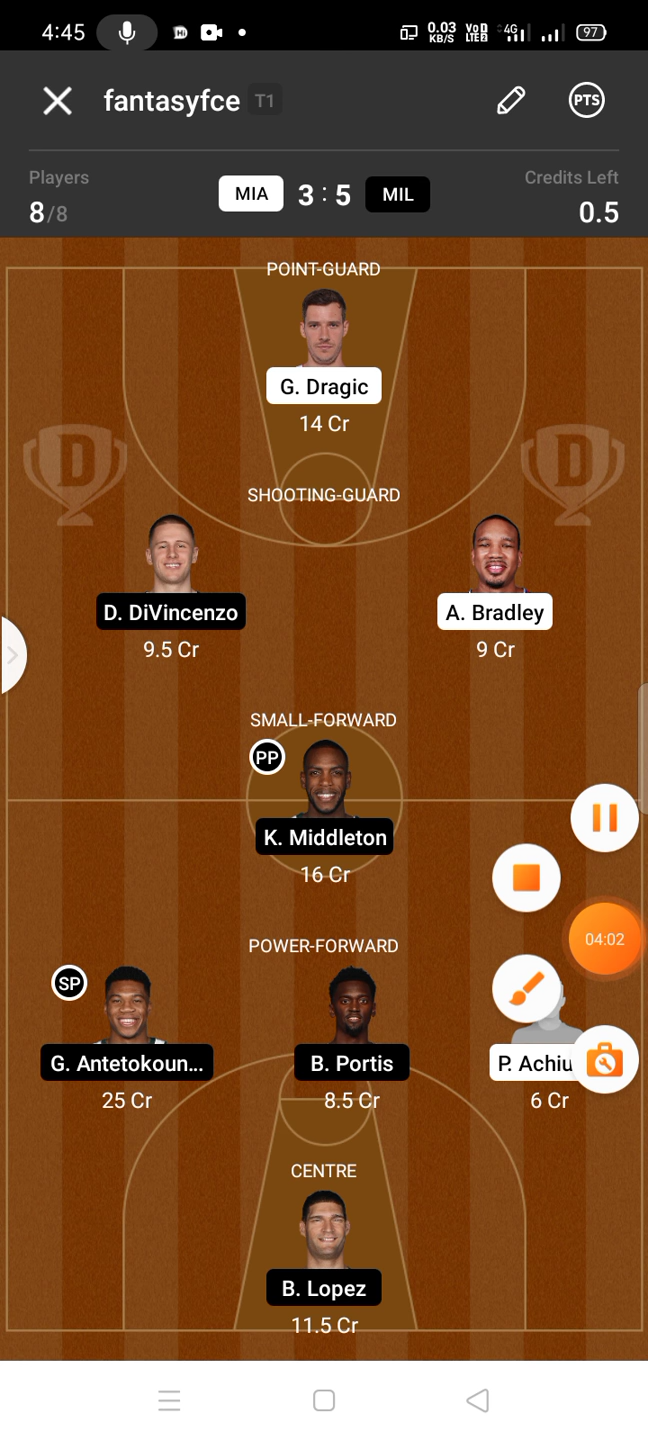 4:45
0.03 KB/S
VoD LTE 2
4G
97
fantasyfce T1
PTS
Players
Credits Left
8/8
MIA 3 : 5 MIL
0.5
POINT-GUARD
G. Dragic
14 Cr
D
D
SHOOTING-GUARD
D. DiVincenzo
A. Bradley
9.5 Cr
9 Cr
SMALL-FORWARD
PP
K. Middleton
16 Cr
04:02
POWER-FORWARD
SP
G. Antetokoun... B. Portis P. Achiu
25 Cr
8.5 Cr
6 Cr
CENTRE
B. Lopez
11.5 Cr